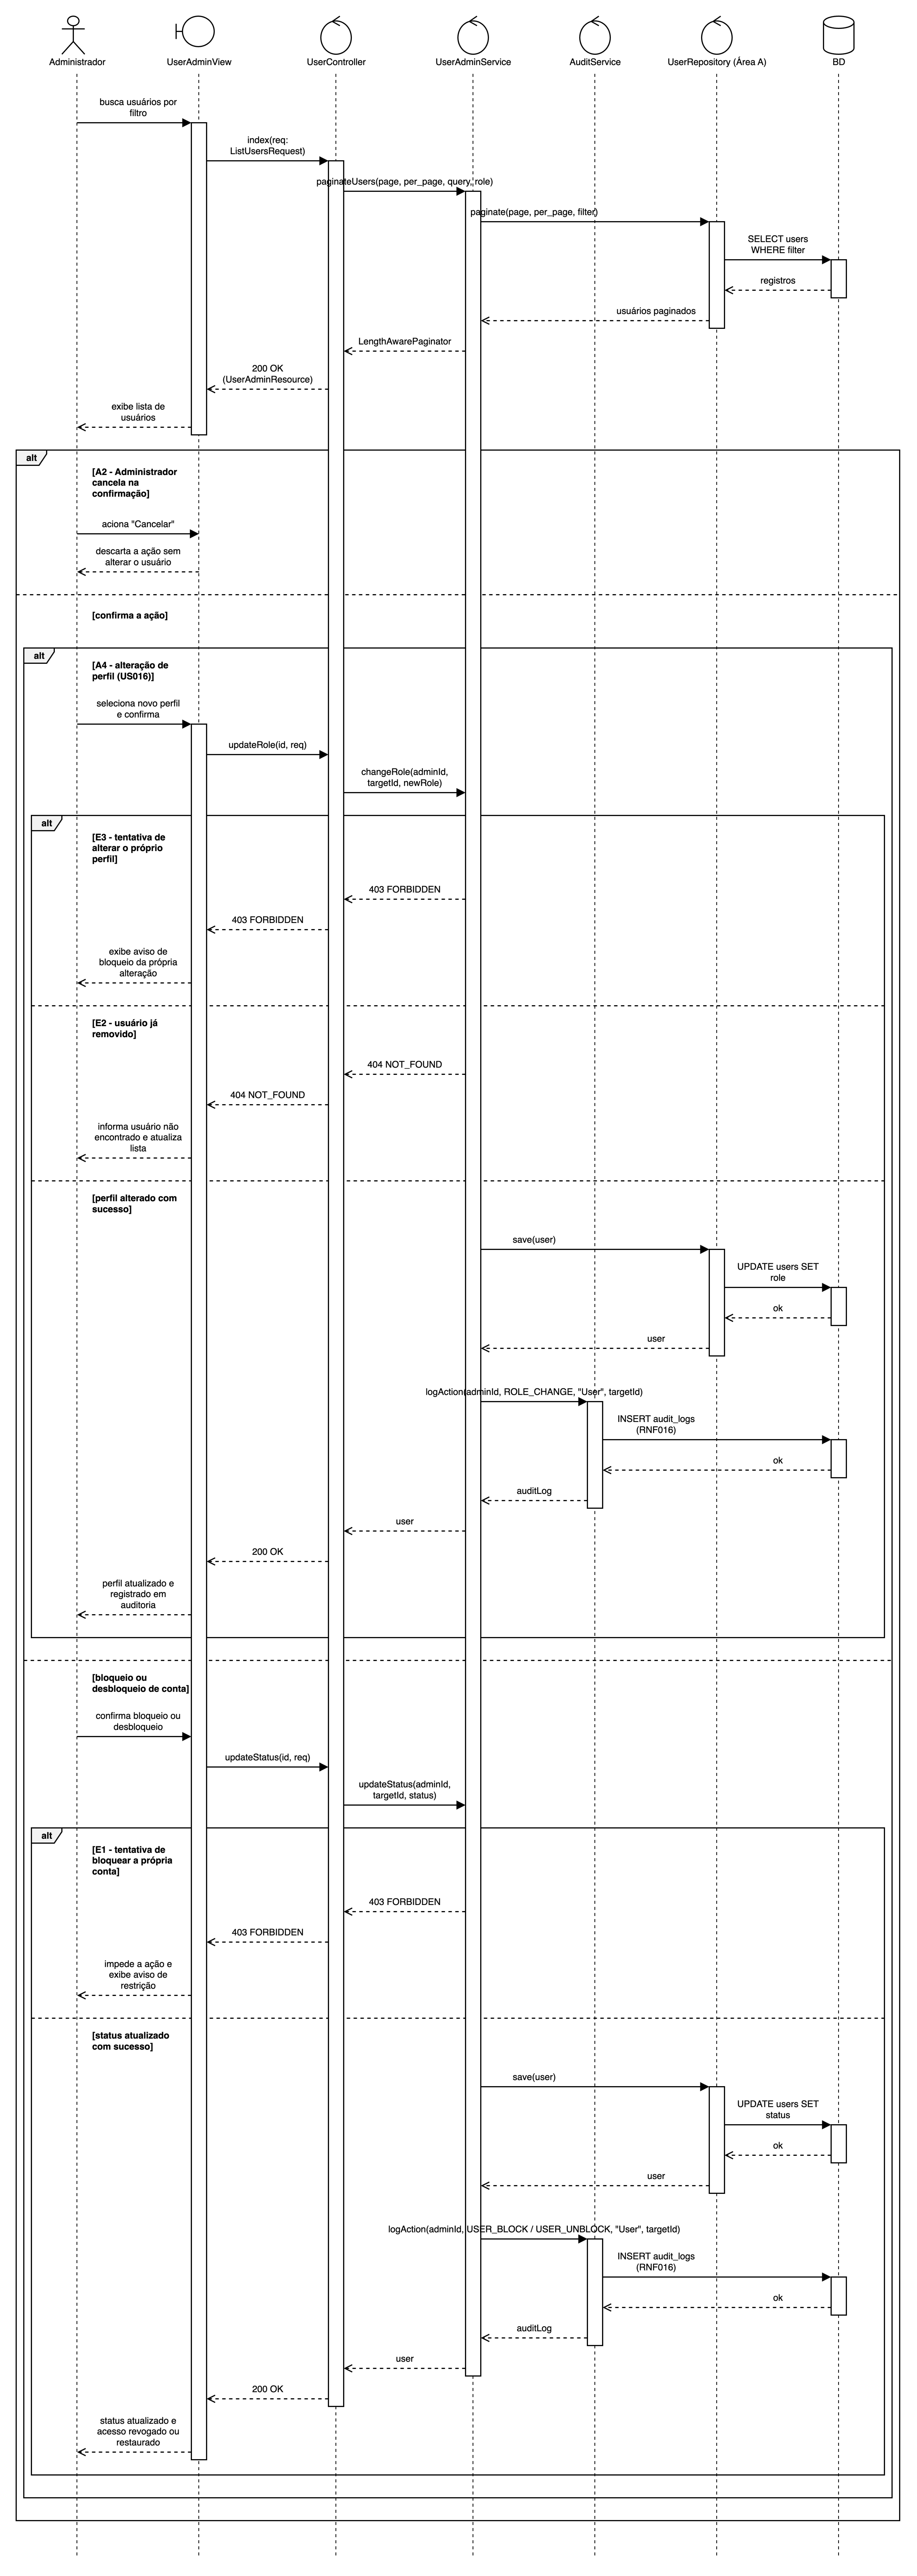 Administrador
UserAdminView
UserController
UserAdminService
AuditService
UserRepository (Área A)
BD
busca usuários por
filtro
index(req:
ListUsersRequest)
paginateUsers(page, per_page, query, role)
paginate(page, per_page, filter)
SELECT users
WHERE filter
registros
usuários paginados
LengthAwarePaginator
200 OK
(UserAdminResource)
exibe lista de
usuários
alt
[A2 - Administrador
cancela na
confirmação]
aciona "Cancelar"
descarta a ação sem
alterar o usuário
[confirma a ação]
alt
[A4 - alteração de
perfil (US016)]
seleciona novo perfil
e confirma
updateRole(id, req)
changeRole(adminId,
targetId, newRole)
alt
[E3 - tentativa de
alterar o próprio
perfil]
403 FORBIDDEN
403 FORBIDDEN
exibe aviso de
bloqueio da própria
alteração
[E2 - usuário já
removido]
404 NOT_FOUND
404 NOT_FOUND
informa usuário não
encontrado e atualiza
lista
[perfil alterado com
sucesso]
save(user)
UPDATE users SET
role
ok
user
logAction(adminId, ROLE_CHANGE, "User", targetId)
INSERT audit_logs
(RNF016)
ok
auditLog
user
200 OK
perfil atualizado e
registrado em
auditoria
[bloqueio ou
desbloqueio de conta]
confirma bloqueio ou
desbloqueio
updateStatus(id, req)
updateStatus(adminId,
targetId, status)
alt
[E1 - tentativa de
bloquear a própria
conta]
403 FORBIDDEN
403 FORBIDDEN
impede a ação e
exibe aviso de
restrição
[status atualizado
com sucesso]
save(user)
UPDATE users SET
status
ok
user
logAction(adminId, USER_BLOCK / USER_UNBLOCK, "User", targetId)
INSERT audit_logs
(RNF016)
ok
auditLog
user
200 OK
status atualizado e
acesso revogado ou
restaurado